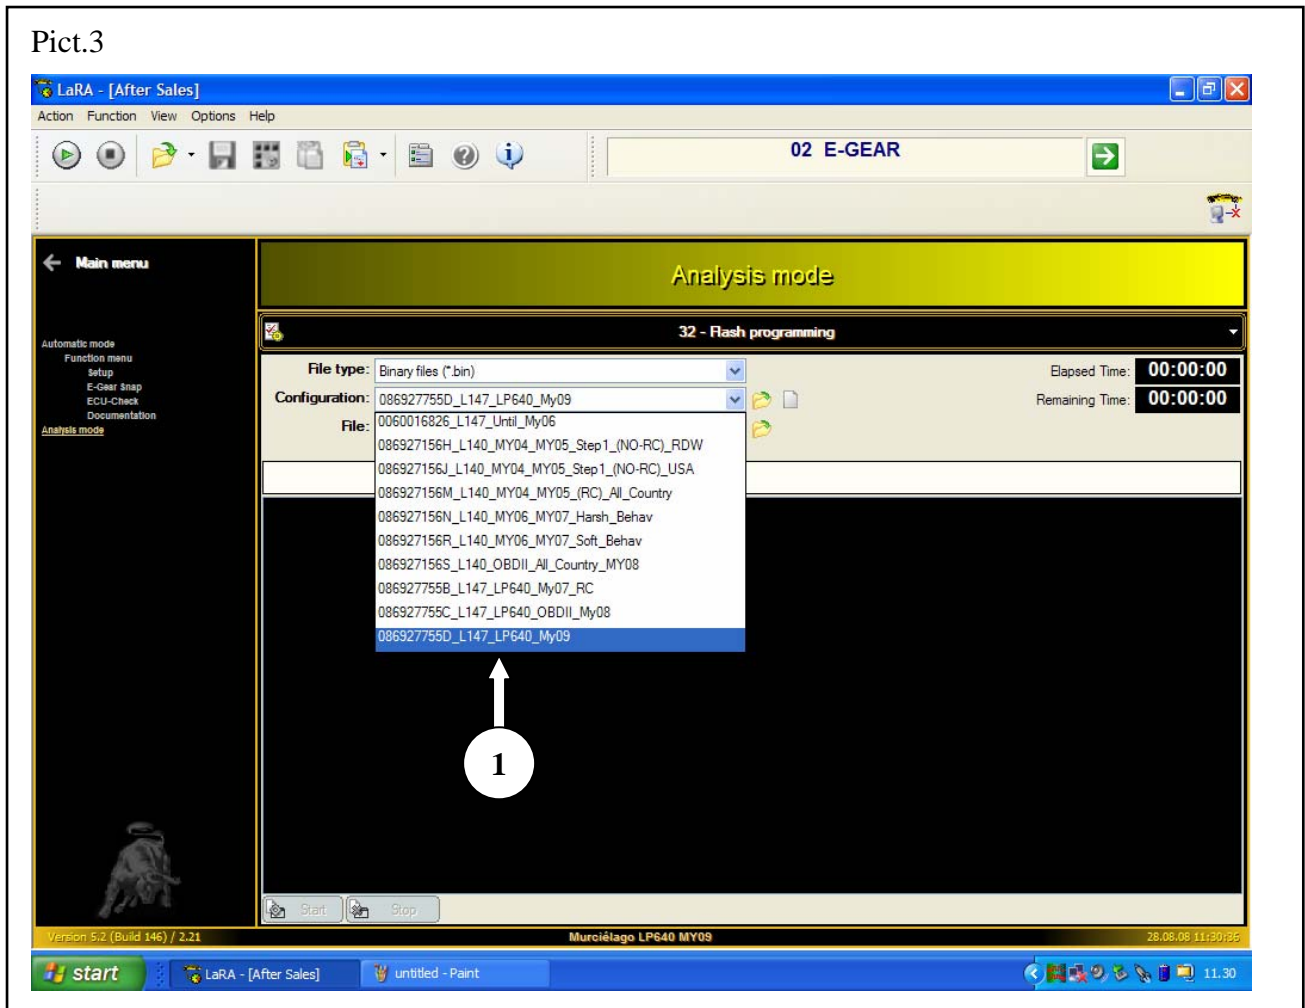 Pict.3
LaRA - [After Sales]
Action Function View Options Help
02 E-GEAR
Main menu
Analysis mode
32 - Flash programming
Automatic mode
Function menu
Setup
E-Gear Snap
ECU-Check
Documentation
Analysis mode
File type: Binary files (*.bin)
Elapsed Time: 00:00:00
Configuration: 086927755D_L147_LP640_My09
Remaining Time: 00:00:00
File:
0060016826_L147_Until_My06
086927156H_L140_MY04_MY05_Step1_(NO-RC)_RDW
086927156J_L140_MY04_MY05_Step1_(NO-RC)_USA
086927156M_L140_MY04_MY05_(RC)_All_Country
086927156N_L140_MY06_MY07_Harsh_Behav
086927156R_L140_MY06_MY07_Soft_Behav
086927156S_L140_OBDII_All_Country_MY08
086927755B_L147_LP640_My07_RC
086927755C_L147_LP640_OBDII_My08
086927755D_L147_LP640_My09
1
Start Stop
Version 5.2 (Build 146) / 2.21
Murciélago LP640 MY09
28.08.08 11:30:36
start
LaRA - [After Sales]
untitled - Paint
11.30